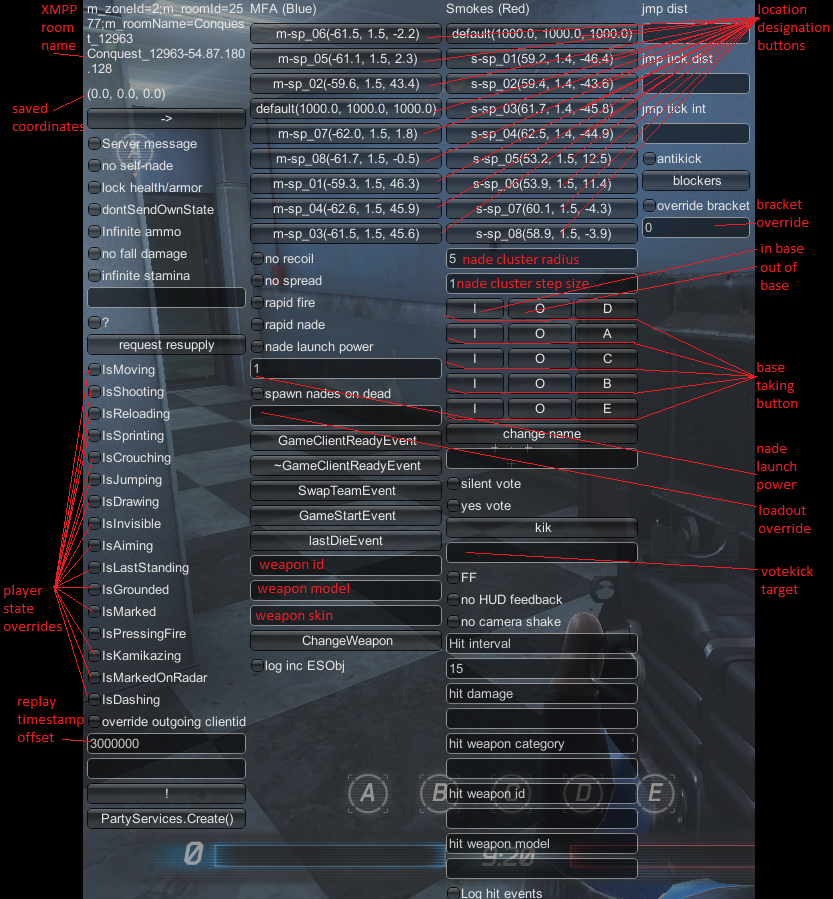 XMPP
room
name
saved
coordinates
player
state
overrides
replay
timestamp
offset
m_zoneId=2;m_roomId=25
77;m_roomName=Conques
t_12963
Conquest_12963-54.87.180
.128
(0.0, 0.0, 0.0)
->
Server message
no self-nade
lock health/armor
dontSendOwnState
Infinite ammo
no fall damage
infinite stamina
?
request resupply
IsMoving
IsShooting
IsReloading
IsSprinting
IsCrouching
IsJumping
IsDrawing
IsInvisible
IsAiming
IsLastStanding
IsGrounded
IsMarked
IsPressingFire
IsKamikazing
IsMarkedOnRadar
IsDashing
override outgoing clientid
3000000
!
PartyServices.Create()
MFA (Blue)
m-sp_06(-61.5, 1.5, -2.2)
m-sp_05(-61.1, 1.5, 2.3)
m-sp_02(-59.6, 1.5, 43.4)
default(1000.0, 1000.0, 1000.0)
m-sp_07(-62.0, 1.5, 1.8)
m-sp_08(-61.7, 1.5, -0.5)
m-sp_01(-59.3, 1.5, 46.3)
m-sp_04(-62.6, 1.5, 45.9)
m-sp_03(-61.5, 1.5, 45.6)
no recoil
no spread
rapid fire
rapid nade
nade launch power
1
spawn nades on dead
GameClientReadyEvent
~GameClientReadyEvent
SwapTeamEvent
GameStartEvent
lastDieEvent
weapon id
weapon model
weapon skin
ChangeWeapon
log inc ESObj
Smokes (Red)
default(1000.0, 1000.0, 1000.0)
s-sp_01(59.2, 1.4, -46.4)
s-sp_02(59.4, 1.4, -43.6)
s-sp_03(61.7, 1.4, -45.8)
s-sp_04(62.5, 1.4, -44.9)
s-sp_05(53.2, 1.5, 12.5)
s-sp_06(53.9, 1.5, 11.4)
s-sp_07(60.1, 1.5, -4.3)
s-sp_08(58.9, 1.5, -3.9)
5 nade cluster radius
1nade cluster step size
I O D
I O A
I O C
I O B
I O E
change name
silent vote
yes vote
kik
FF
no HUD feedback
no camera shake
Hit interval
15
hit damage
hit weapon category
hit weapon id
hit weapon model
Log hit events
jmp dist
jmp tick dist
jmp tick int
antikick
blockers
override bracket
0
location
designation
buttons
bracket
override
in base
out of
base
base
taking
button
nade
launch
power
loadout
override
votekick
target
A B C D E
0
9:20